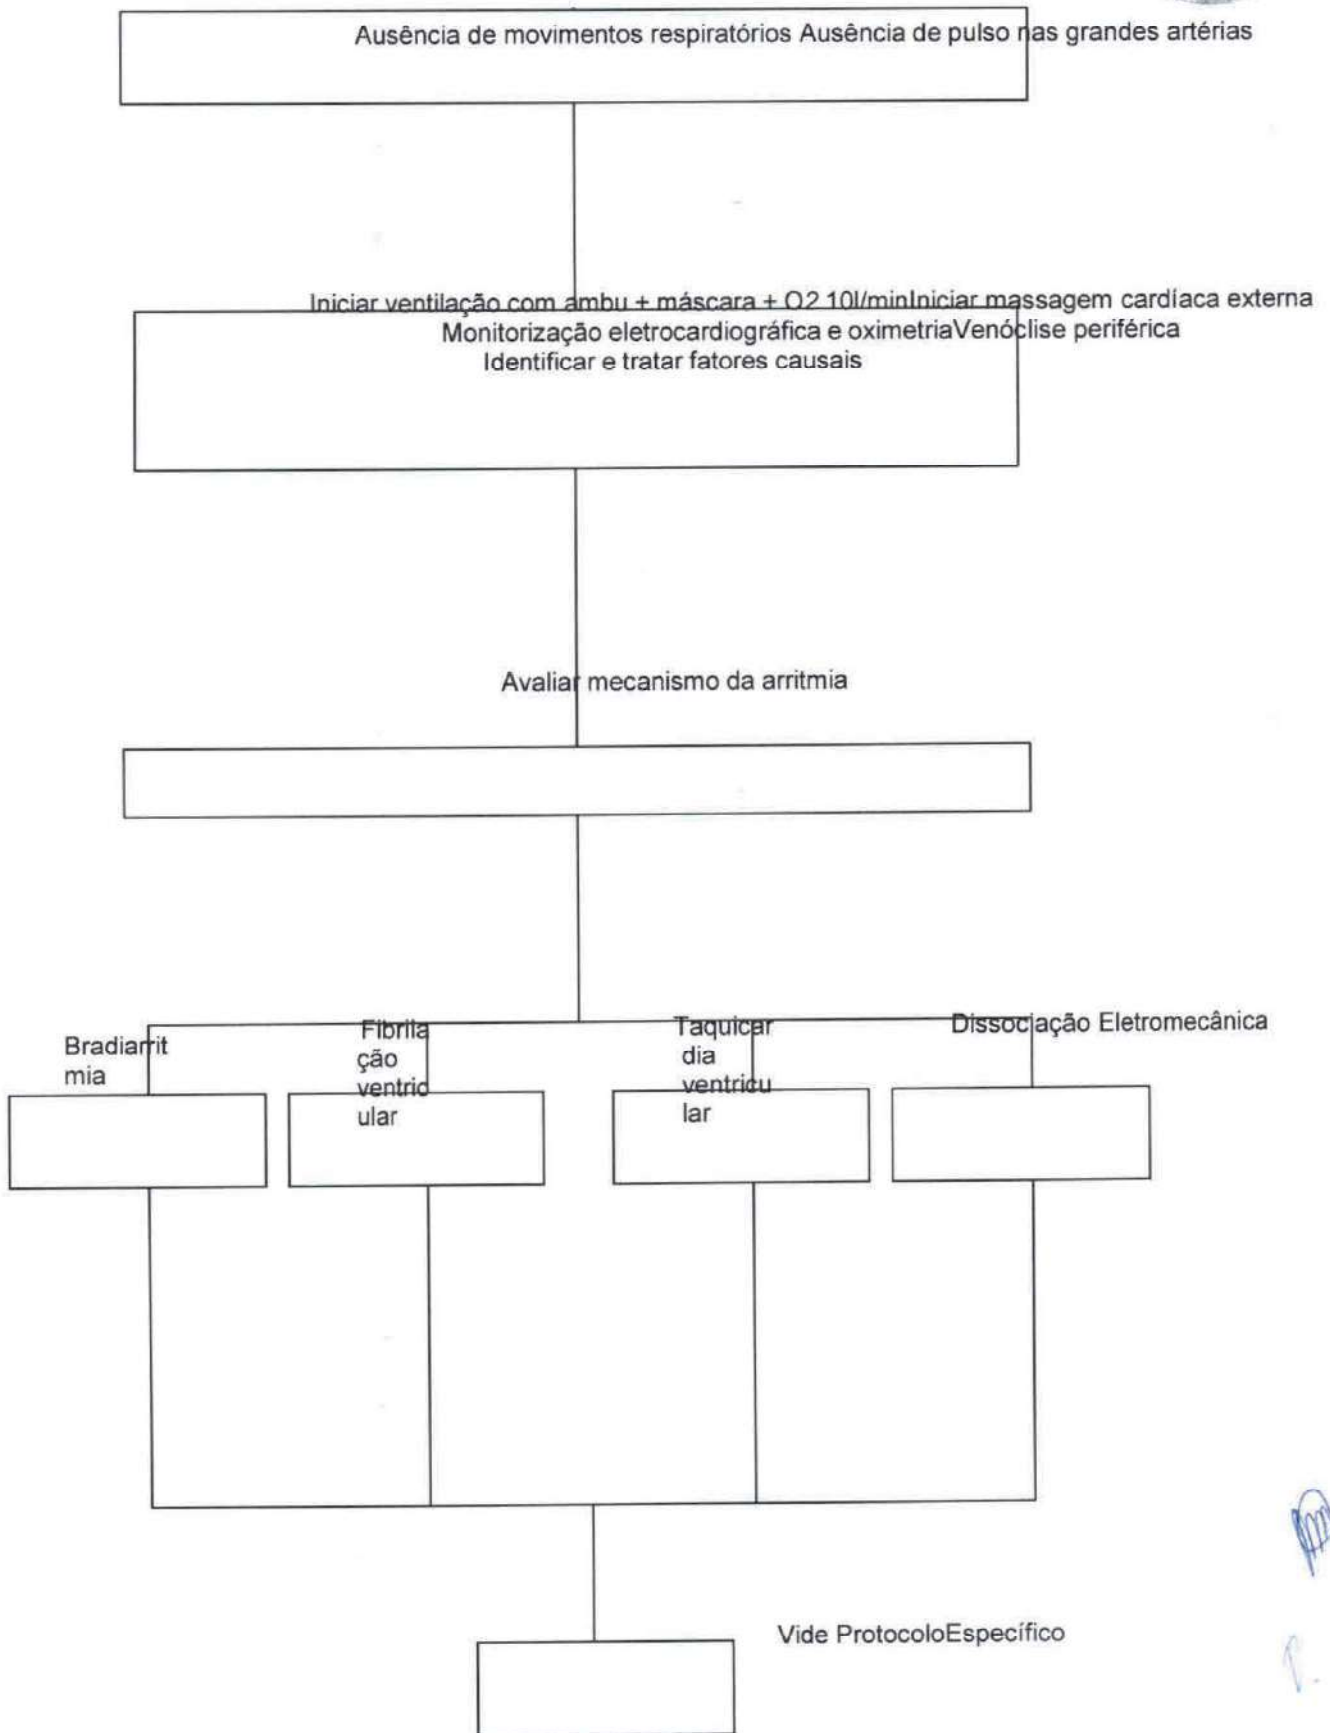 Ausência de movimentos respiratórios Ausência de pulso nas grandes artérias
Iniciar ventilação com ambu + máscara + O2 10l/minIniciar massagem cardíaca externa
Monitorização eletrocardiográfica e oximetriaVenóclise periférica
Identificar e tratar fatores causais
Avaliar mecanismo da arritmia
Bradiarrit
mia
Fibrila
ção
ventric
ular
Taquicar
dia
ventricu
lar
Dissociação Eletromecânica
Vide ProtocoloEspecífico